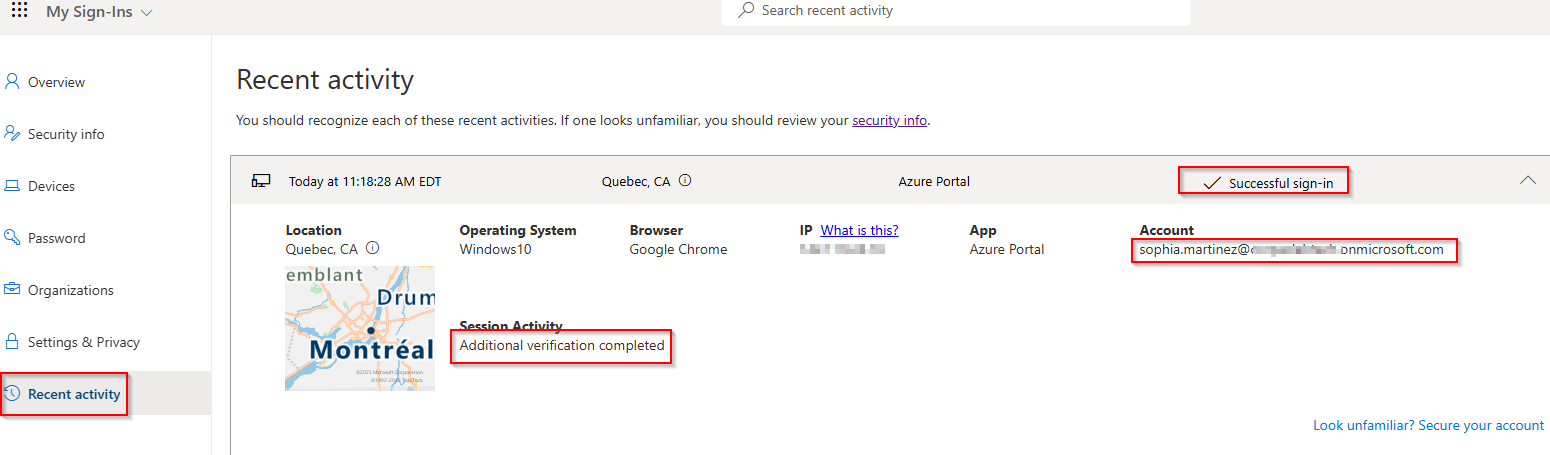 My Sign-Ins
Search recent activity
Overview
Security info
Devices
Password
Organizations
Settings & Privacy
Recent activity
Recent activity
You should recognize each of these recent activities. If one looks unfamiliar, you should review your security info.
Today at 11:18:28 AM EDT Quebec, CA Azure Portal Successful sign-in
Location Operating System Browser IP What is this? App Account
Quebec, CA Windows10 Google Chrome Azure Portal sophia.martinez@ onmicrosoft.com
emblant
Drum
Montréal
©2025 Microsoft Corporation
©1992-2025 TomTom
Session Activity
Additional verification completed
Look unfamiliar? Secure your account